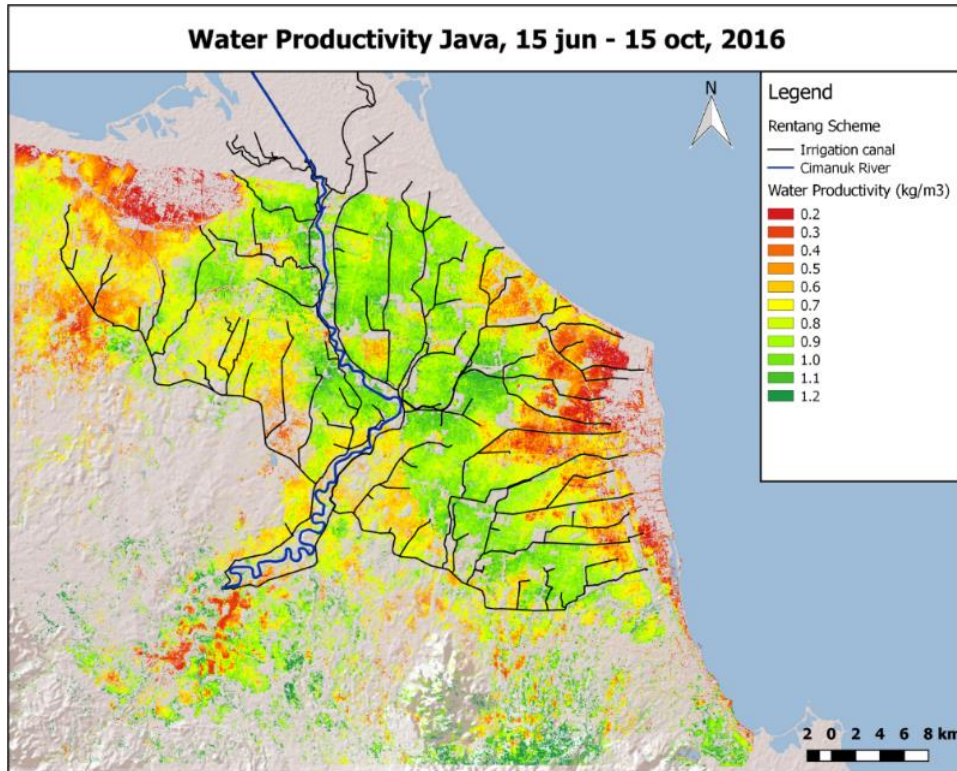 Water Productivity Java, 15 jun - 15 oct, 2016
N
Legend
Rentang Scheme
Irrigation canal
Cimanuk River
Water Productivity (kg/m3)
0.2
0.3
0.4
0.5
0.6
0.7
0.8
0.9
1.0
1.1
1.2
2 0 2 4 6 8 km